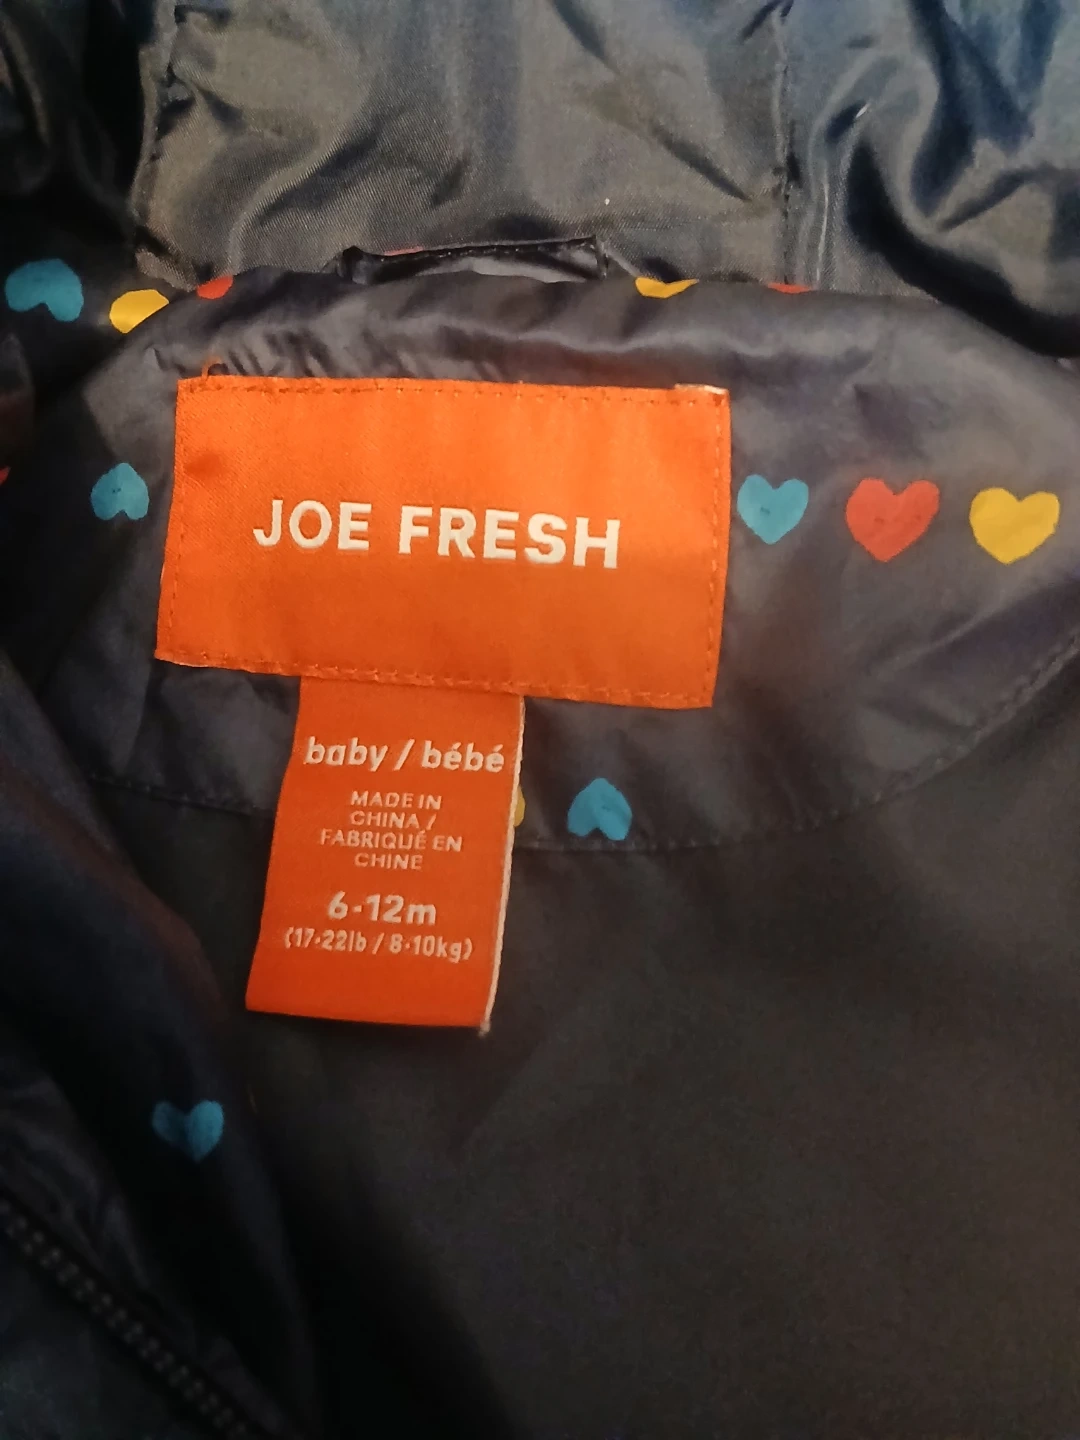 JOE FRESH
baby / bébé
MADE IN
CHINA /
FABRIQUÉ EN
CHINE
6-12m
(17-22lb / 8-10kg)